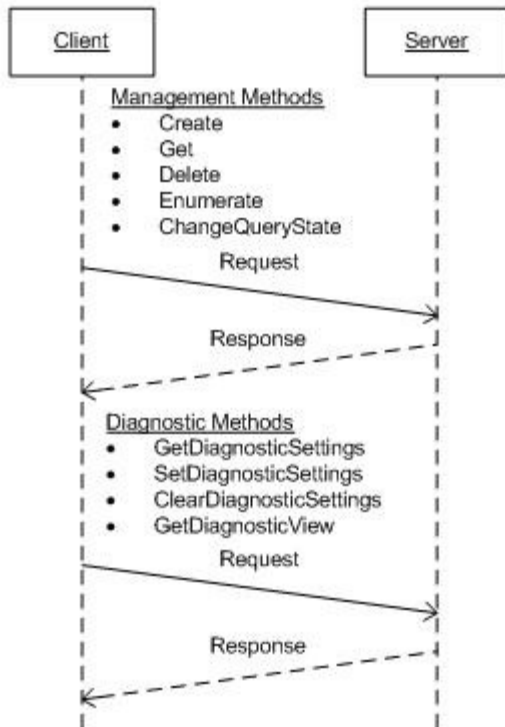 Client
Server
Management Methods
• Create
• Get
• Delete
• Enumerate
• ChangeQueryState
Request
Response
Diagnostic Methods
• GetDiagnosticSettings
• SetDiagnosticSettings
• ClearDiagnosticSettings
• GetDiagnosticView
Request
Response